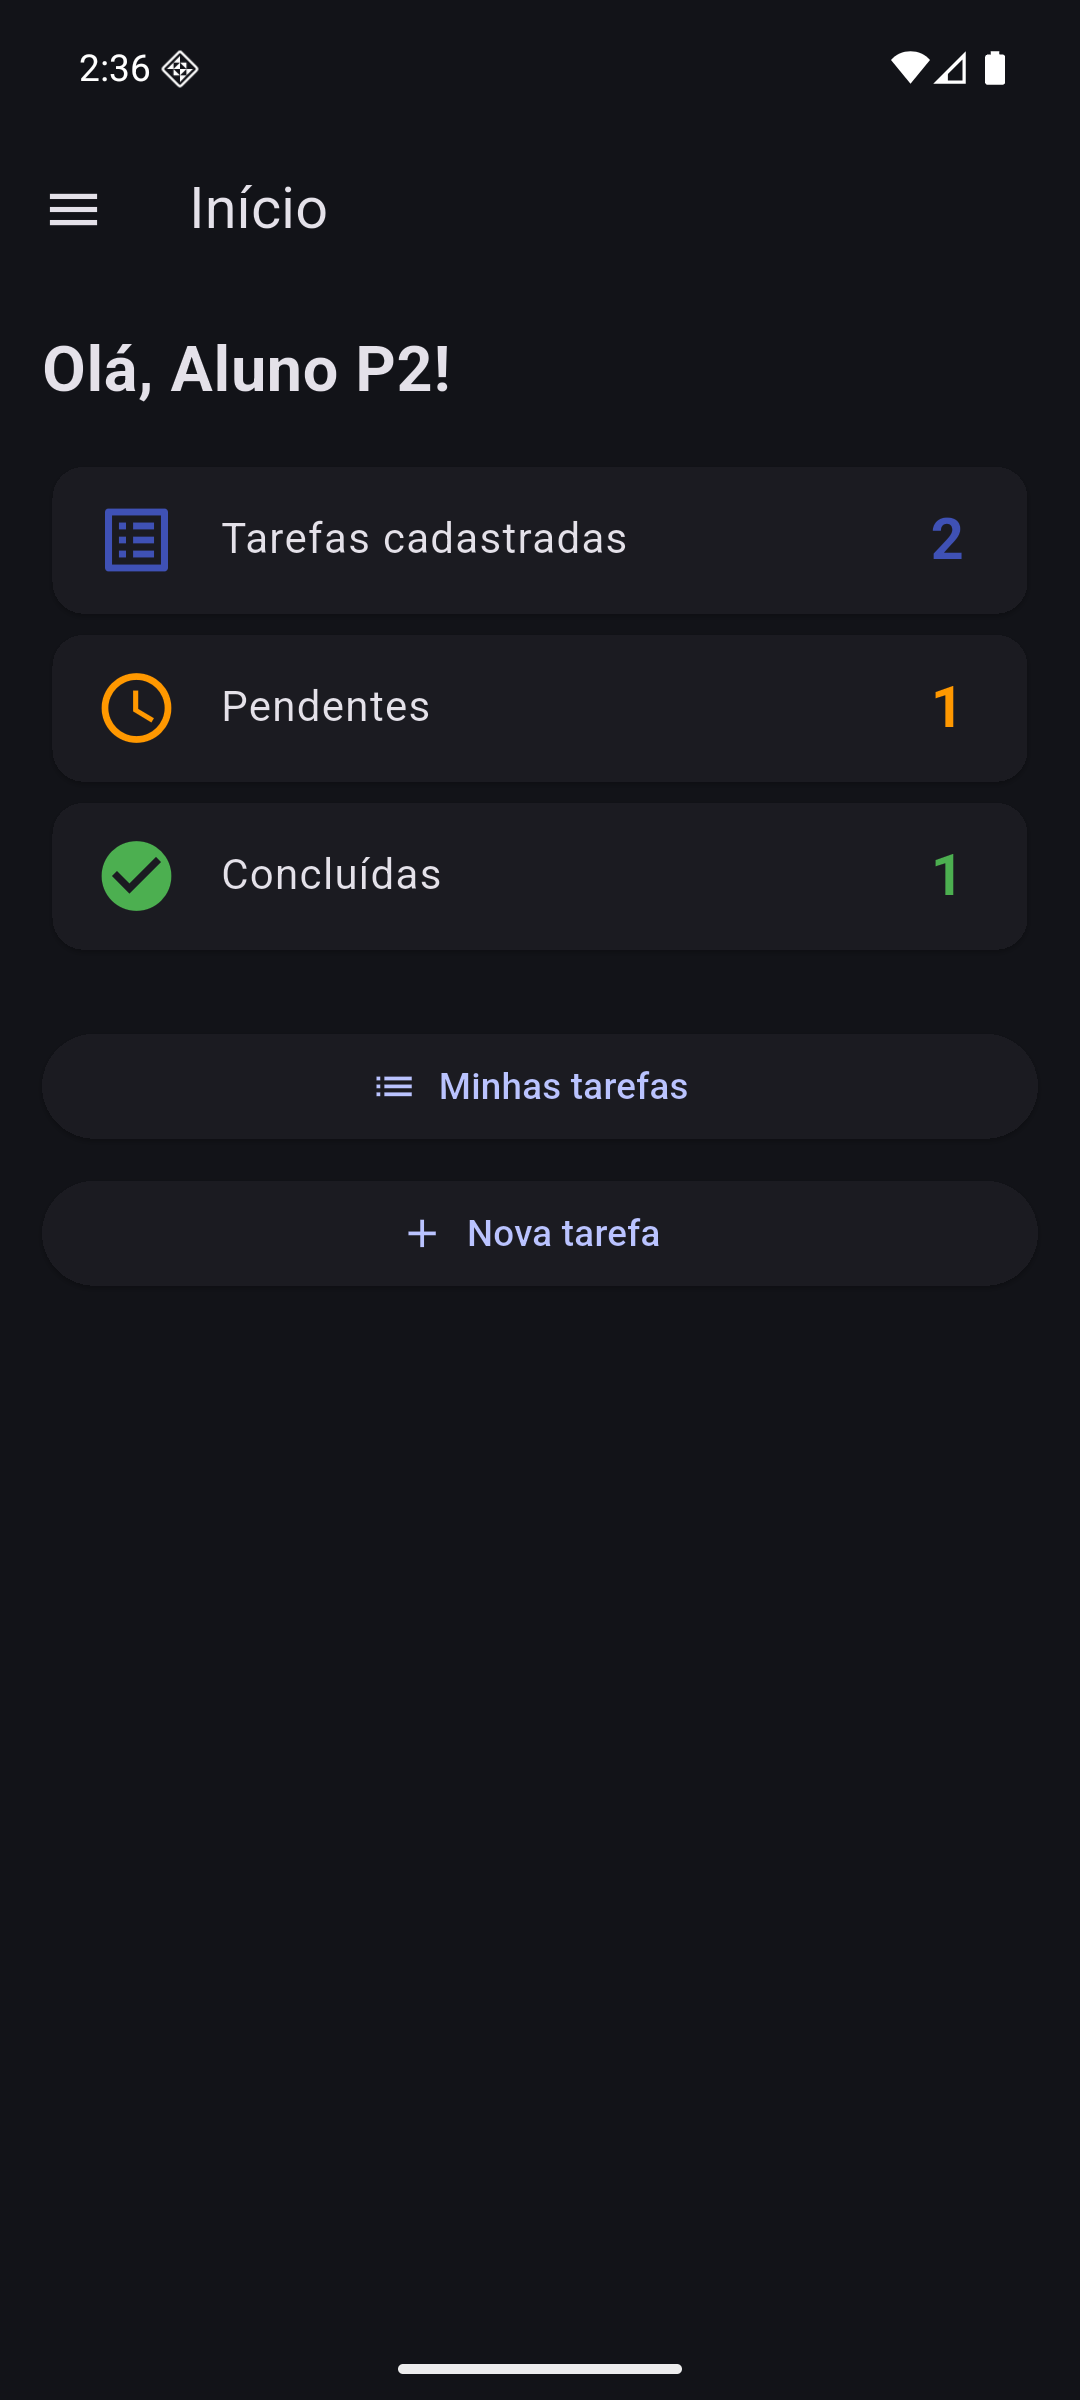 2:36
Início
Olá, Aluno P2!
Tarefas cadastradas 2
Pendentes 1
Concluídas 1
Minhas tarefas
Nova tarefa